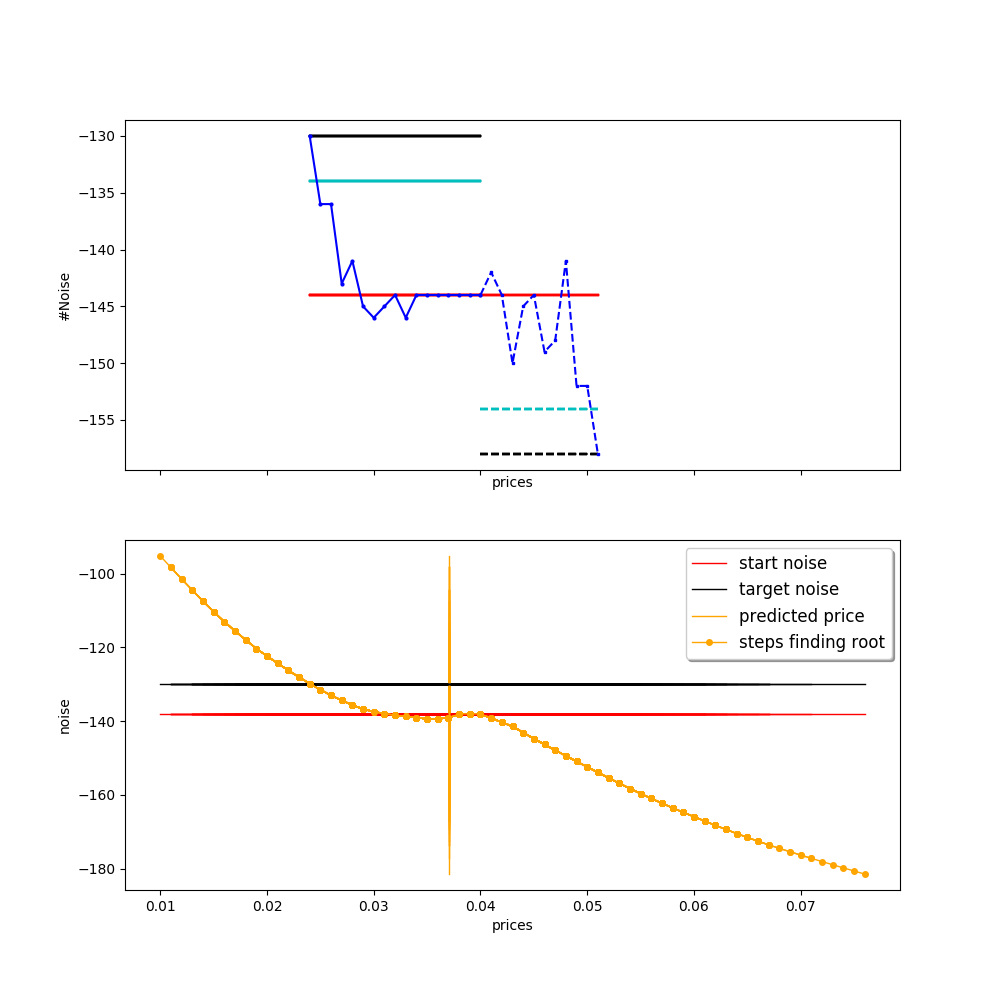 −130
−135
−140
−145
−150
−155
#Noise
prices
−100
−120
−140
−160
−180
noise
start noise
target noise
predicted price
steps finding root
0.01 0.02 0.03 0.04 0.05 0.06 0.07
prices